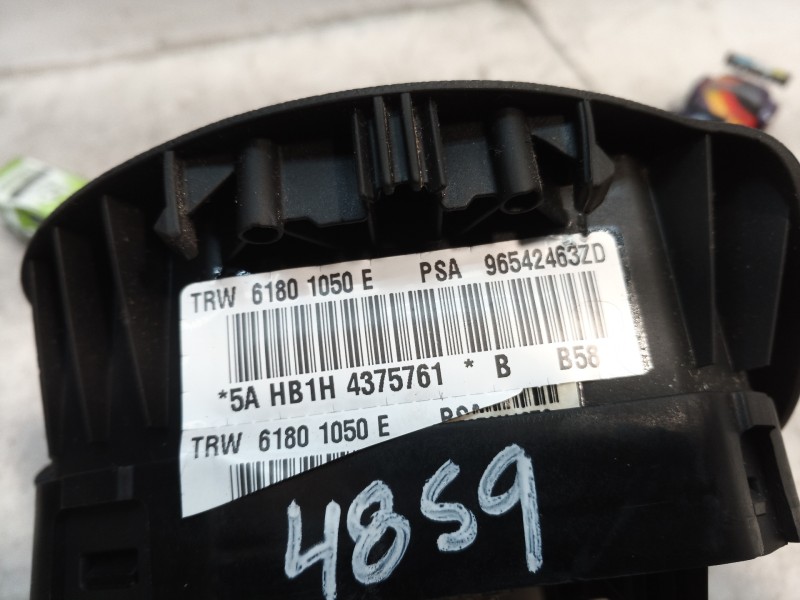 TRW 6180 1050 E PSA 96542463ZD
*5A HB1H 4375761 * B B58
TRW 6180 1050 E
4859